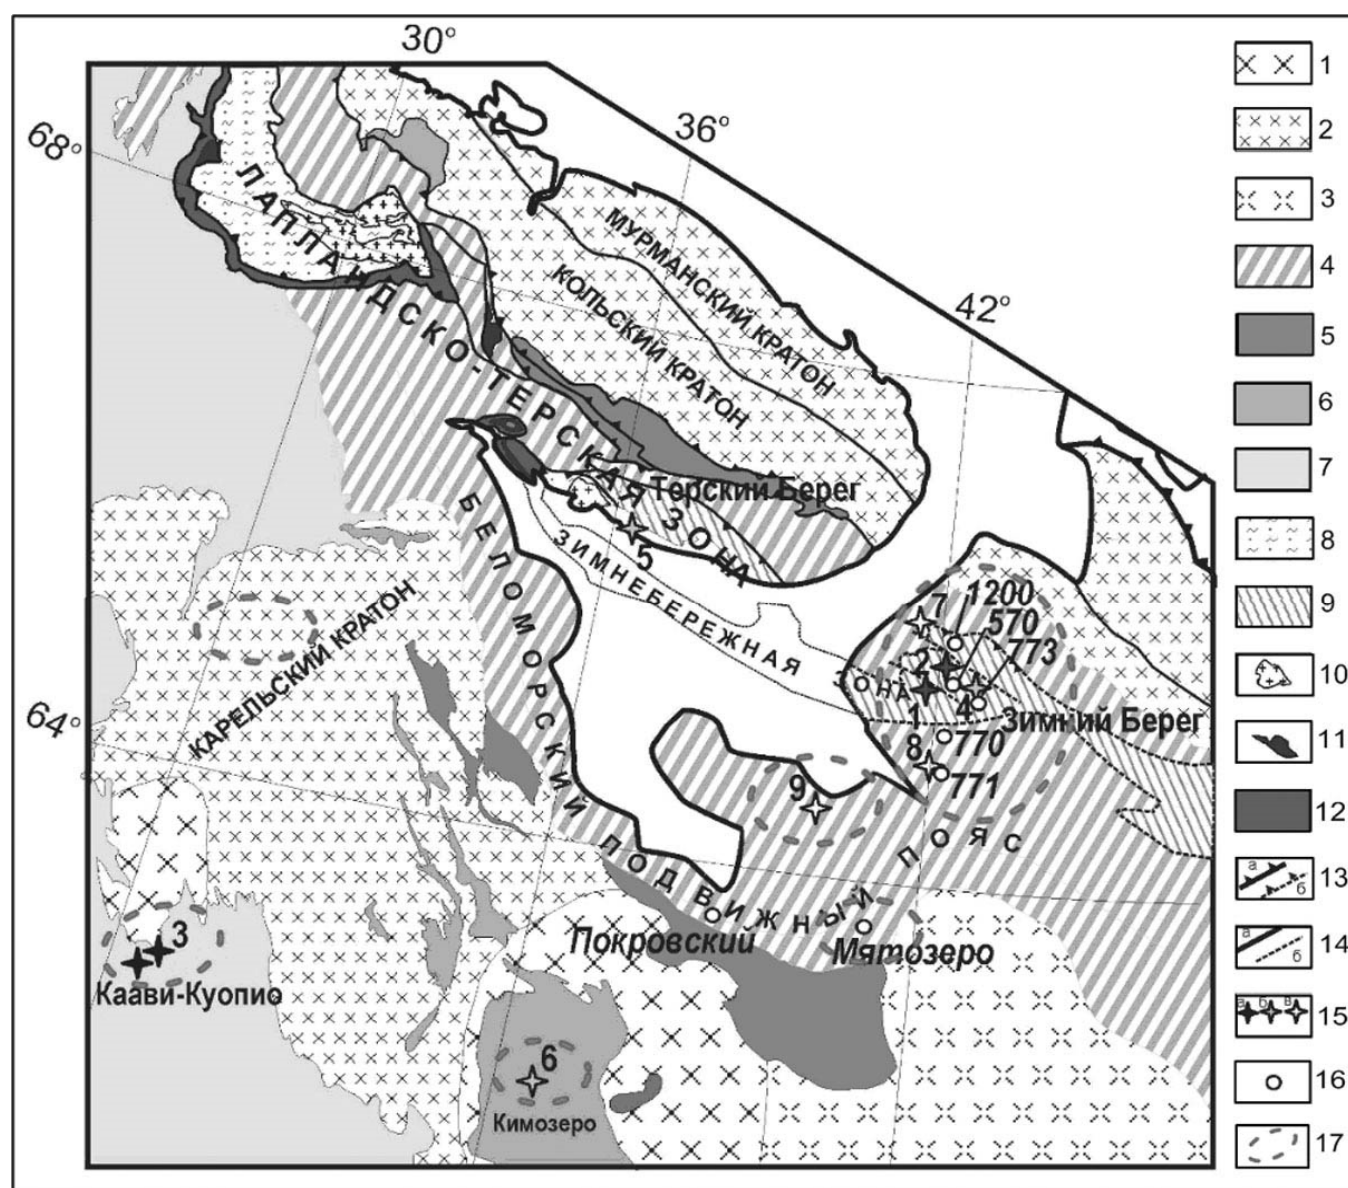 30°
36°
42°
68°
64°
ЛАПЛАНДСКО-ТЕРСКАЯ ЗОНА
МУРМАНСКИЙ КРАТОН
КОЛЬСКИЙ КРАТОН
Терский Берег
5
ЗИМНЕБЕРЕЖНАЯ ЗОНА
БЕЛОМОРСКИЙ ПОДВИЖНЫЙ ПОЯС
КАРЕЛЬСКИЙ КРАТОН
7
1200
570
2
773
1
4
Зимний Берег
8
770
771
9
3
Каави-Куопио
Покровский
Мятозеро
6
Кимозеро
1
2
3
4
5
6
7
8
9
10
11
12
а
б
13
а
б
14
а б в
15
16
17